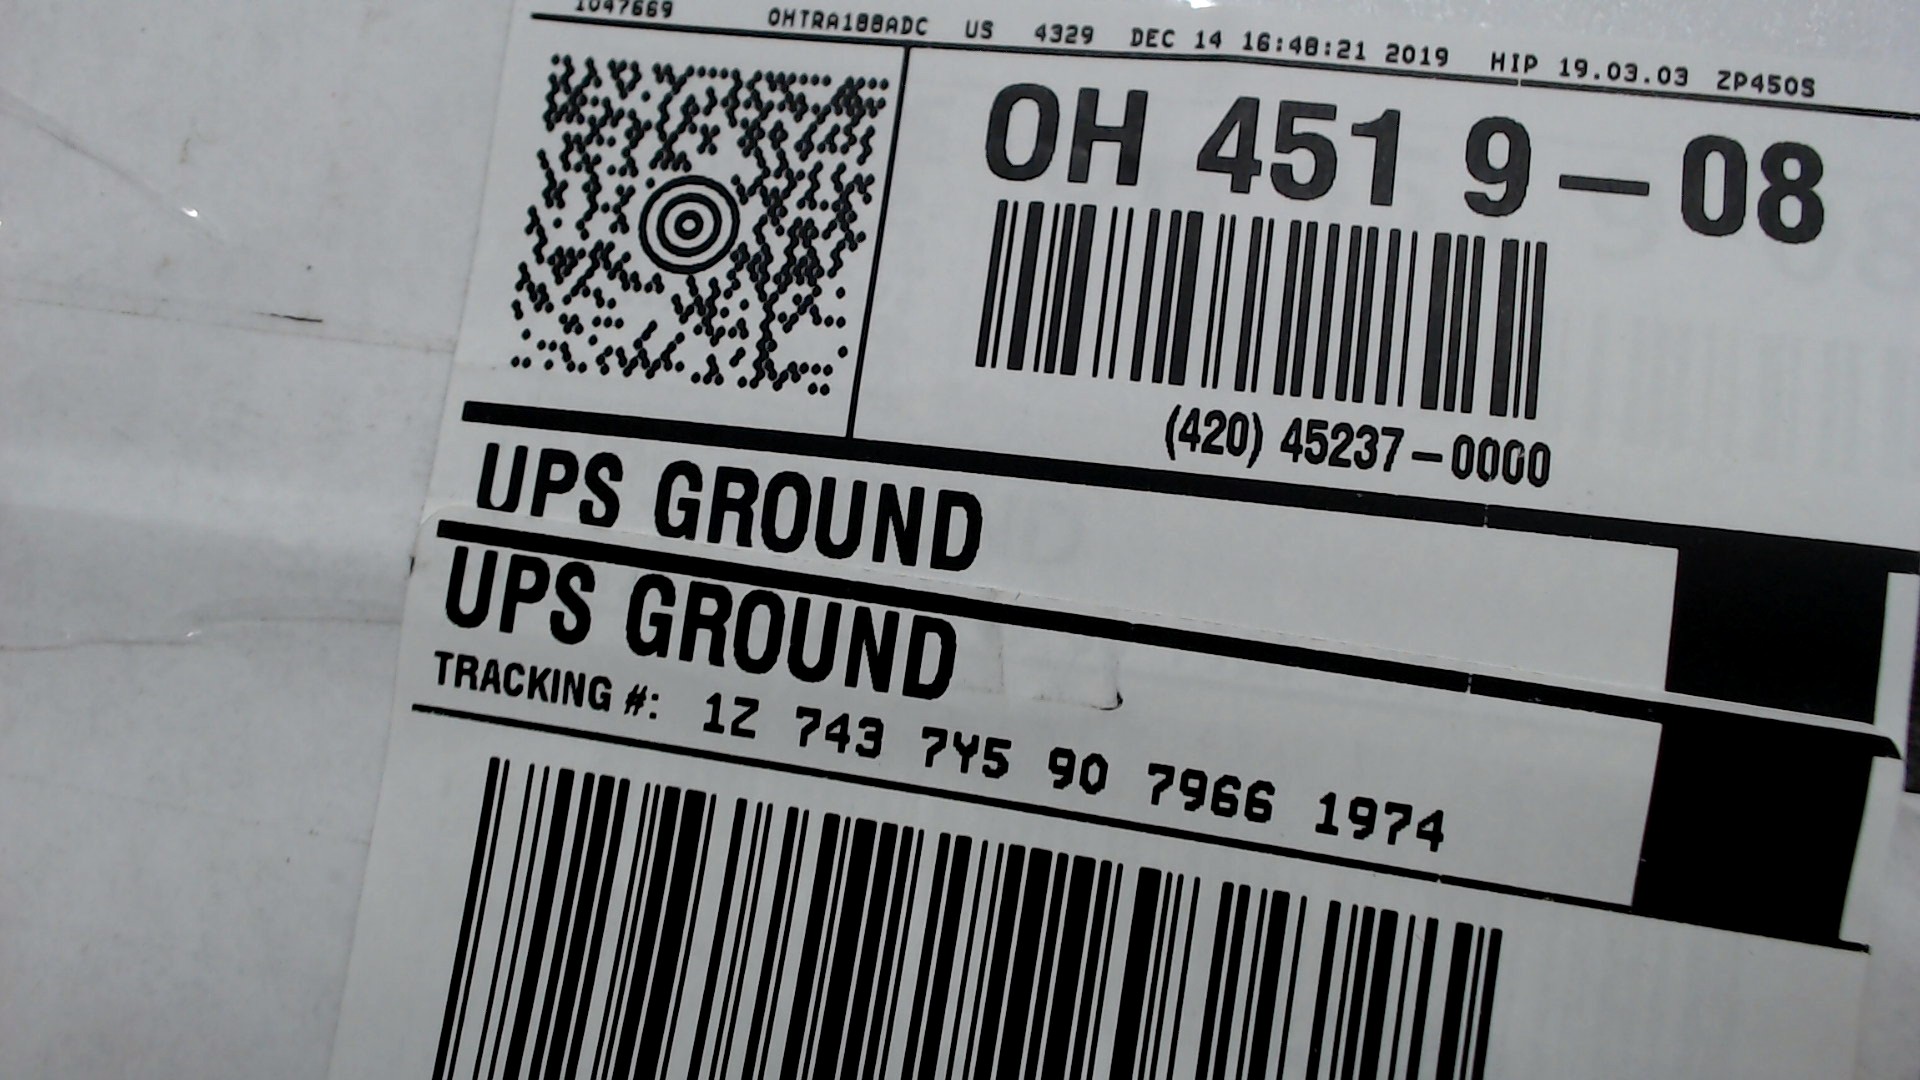 1047669 OHTRA188ADC US 4329 DEC 14 16:48:21 2019 HIP 19.03.03 ZP450S
OH 451 9-08
(420) 45237-0000
UPS GROUND
UPS GROUND
TRACKING #: 1Z 743 7Y5 90 7966 1974